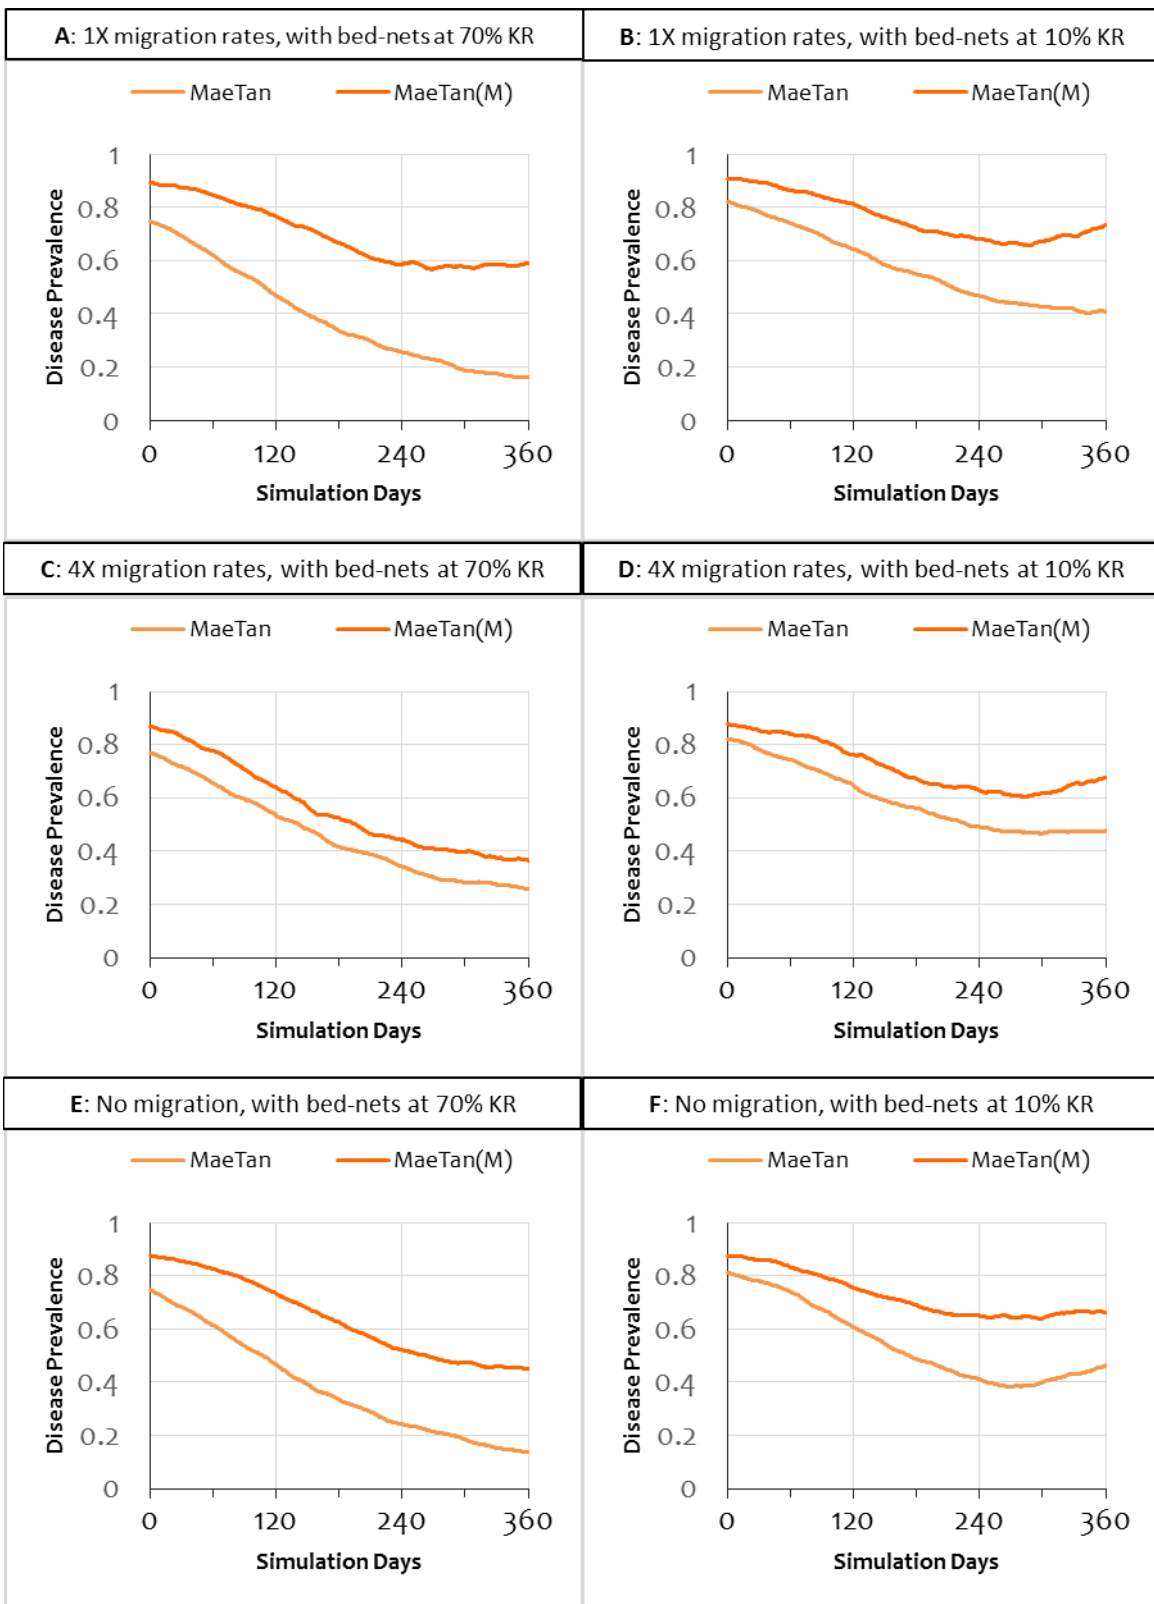 A: 1X migration rates, with bed-nets at 70% KR
B: 1X migration rates, with bed-nets at 10% KR
MaeTan MaeTan(M)
MaeTan MaeTan(M)
Disease Prevalence
1
0.8
0.6
0.4
0.2
0
0 120 240 360
Simulation Days
Disease Prevalence
1
0.8
0.6
0.4
0.2
0
0 120 240 360
Simulation Days
C: 4X migration rates, with bed-nets at 70% KR
D: 4X migration rates, with bed-nets at 10% KR
MaeTan MaeTan(M)
MaeTan MaeTan(M)
Disease Prevalence
1
0.8
0.6
0.4
0.2
0
0 120 240 360
Simulation Days
Disease Prevalence
1
0.8
0.6
0.4
0.2
0
0 120 240 360
Simulation Days
E: No migration, with bed-nets at 70% KR
F: No migration, with bed-nets at 10% KR
MaeTan MaeTan(M)
MaeTan MaeTan(M)
Disease Prevalence
1
0.8
0.6
0.4
0.2
0
0 120 240 360
Simulation Days
Disease Prevalence
1
0.8
0.6
0.4
0.2
0
0 120 240 360
Simulation Days